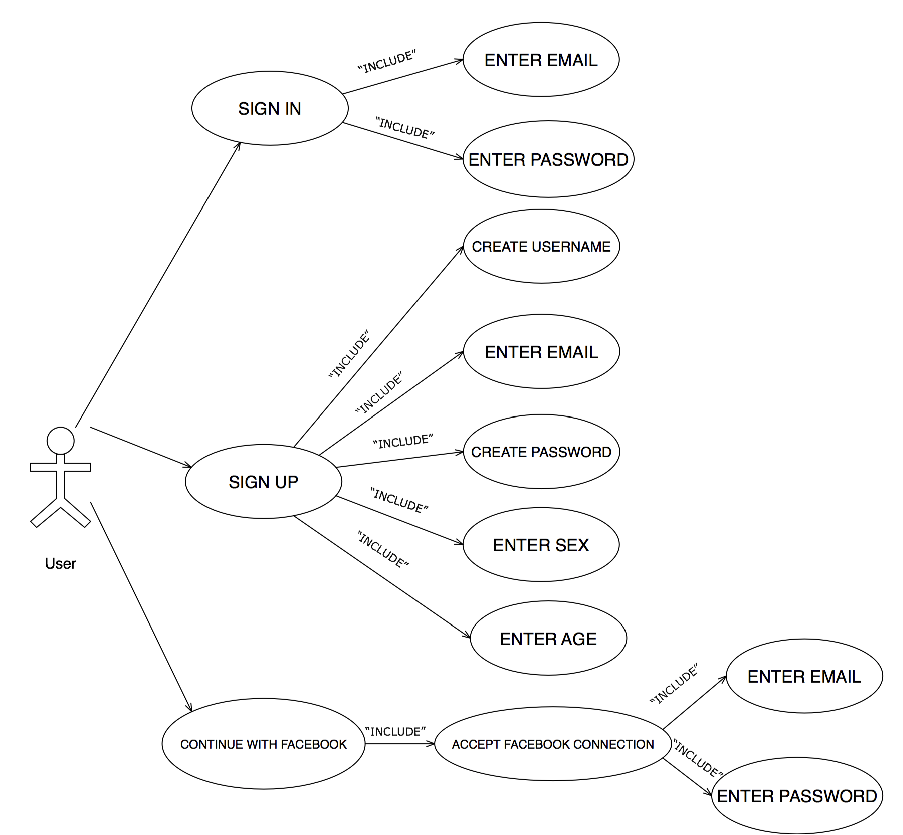 “INCLUDE”
ENTER EMAIL
SIGN IN
“INCLUDE”
ENTER PASSWORD
CREATE USERNAME
“INCLUDE”
ENTER EMAIL
“INCLUDE”
“INCLUDE”
CREATE PASSWORD
SIGN UP
“INCLUDE”
ENTER SEX
“INCLUDE”
User
ENTER AGE
“INCLUDE”
ENTER EMAIL
CONTINUE WITH FACEBOOK
“INCLUDE”
ACCEPT FACEBOOK CONNECTION
“INCLUDE”
ENTER PASSWORD